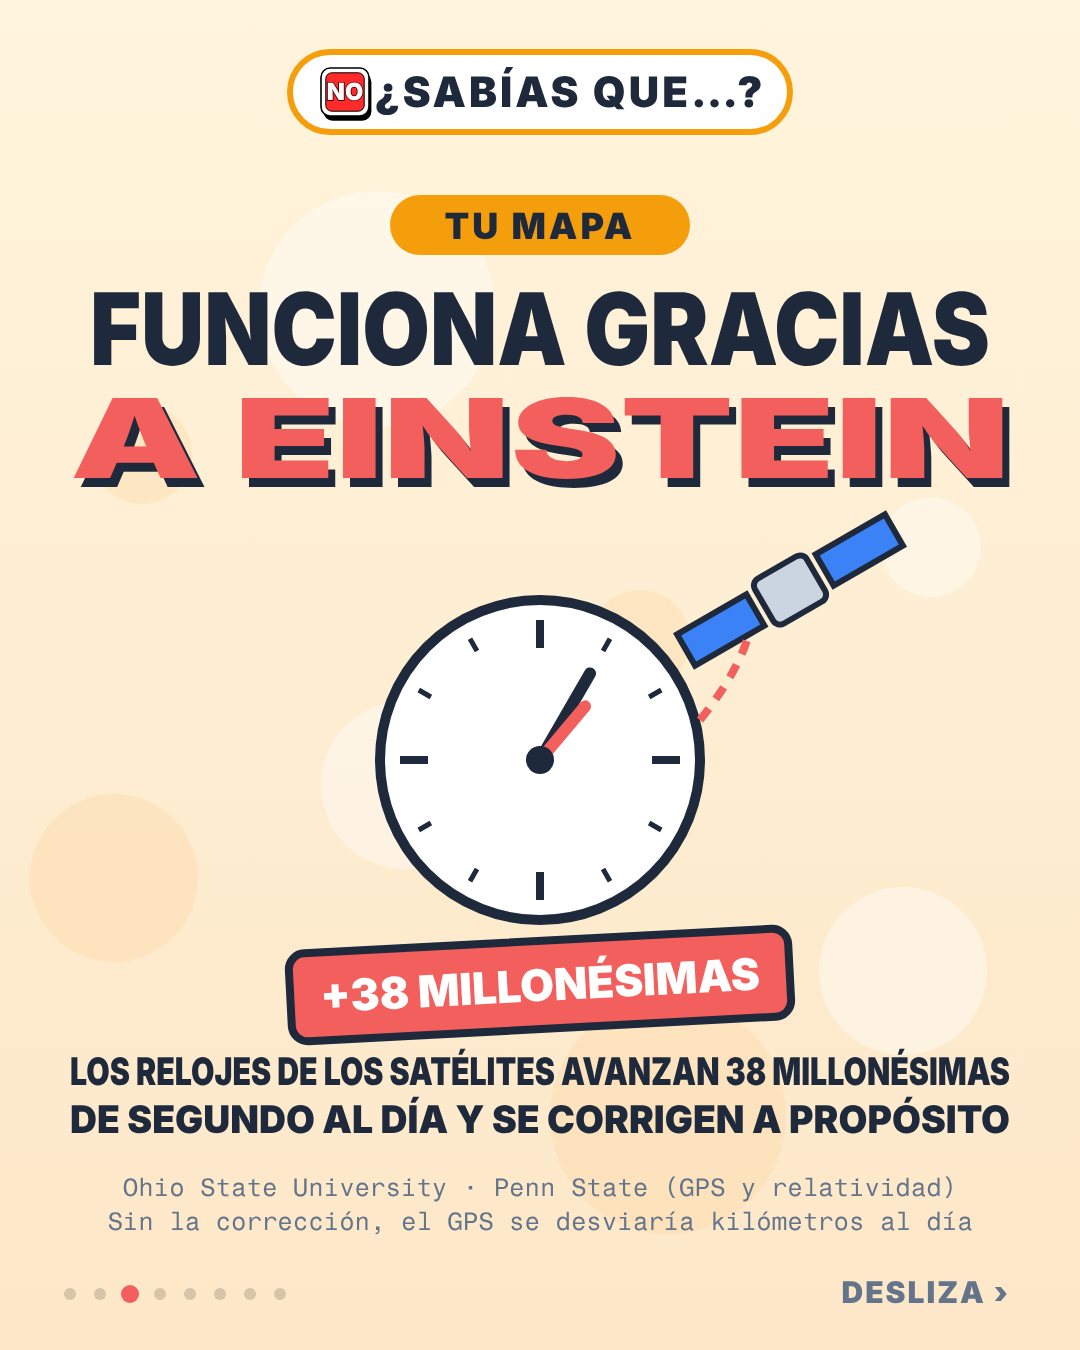 NO ¿SABÍAS QUE...?
TU MAPA
FUNCIONA GRACIAS
A EINSTEIN
+38 MILLONÉSIMAS
LOS RELOJES DE LOS SATÉLITES AVANZAN 38 MILLONÉSIMAS
DE SEGUNDO AL DÍA Y SE CORRIGEN A PROPÓSITO
Ohio State University · Penn State (GPS y relatividad)
Sin la corrección, el GPS se desviaría kilómetros al día
DESLIZA ›